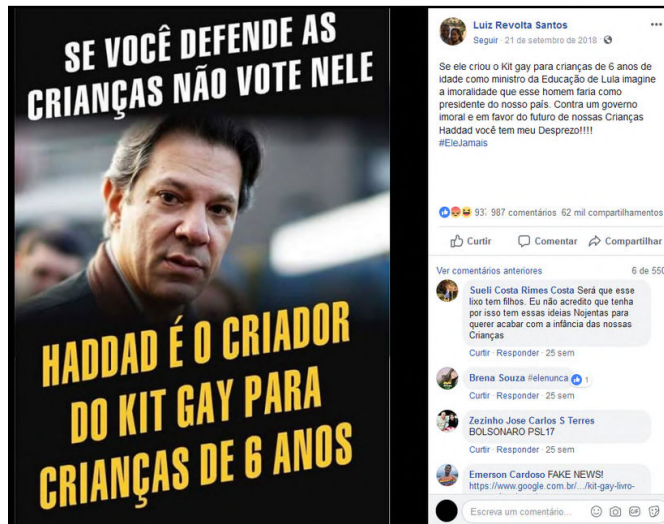 SE VOCÊ DEFENDE AS
CRIANÇAS NÃO VOTE NELE
HADDAD É O CRIADOR
DO KIT GAY PARA
CRIANÇAS DE 6 ANOS
Luiz Revolta Santos
Seguir · 21 de setembro de 2018 ·
Se ele criou o Kit gay para crianças de 6 anos de
idade como ministro da Educação de Lula imagine
a imoralidade que esse homem faria como
presidente do nosso país. Contra um governo
imoral e em favor do futuro de nossas Crianças
Haddad você tem meu Desprezo!!!!
#EleJamais
987 comentários 62 mil compartilhamentos
Curtir Comentar Compartilhar
Ver comentários anteriores 6 de 550
Sueli Costa Rimes Costa Será que esse
lixo tem filhos. Eu não acredito que tenha
por isso tem essas ideias Nojentas para
querer acabar com a infância das nossas
Crianças
Curtir · Responder · 25 sem
Brena Souza #elenunca 1
Curtir · Responder · 25 sem
Zezinho Jose Carlos S Terres
BOLSONARO PSL17
Curtir · Responder · 25 sem
Emerson Cardoso FAKE NEWS!
https://www.google.com.br/.../kit-gay-livro-
Escreva um comentário...
GIF